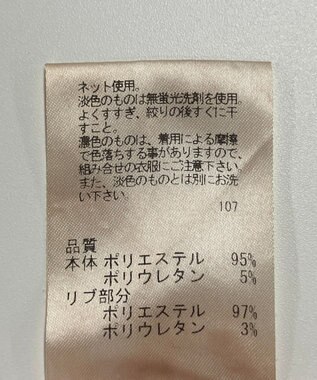 ネット使用。
淡色のものは無蛍光洗剤を使用。
よくすすぎ、絞りの後すぐに干
すこと。
濃色のものは、着用による摩擦
で色落ちする事がありますので、
組み合せの衣服にご注意下さい。
また、淡色のものとは別にお洗
い下さい。
107
品質
本体 ポリエステル 95%
ポリウレタン 5%
リブ部分
ポリエステル 97%
ポリウレタン 3%